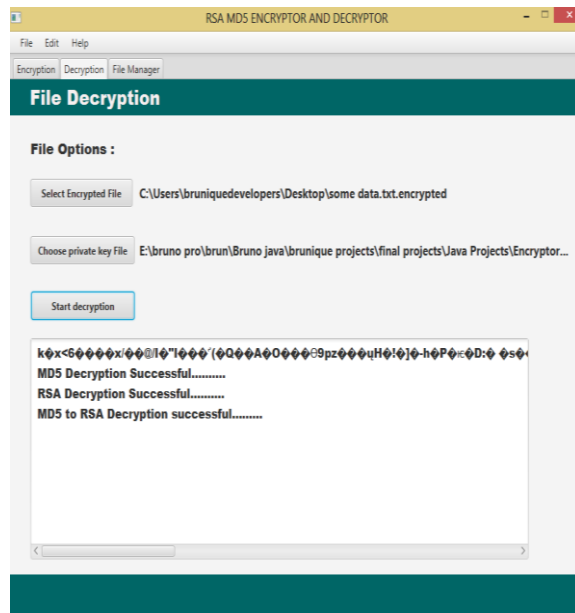 RSA MD5 ENCRYPTOR AND DECRYPTOR
File Edit Help
Encryption Decryption File Manager
File Decryption
File Options :
Select Encrypted File C:\Users\bruniquedevelopers\Desktop\some data.txt.encrypted
Choose private key File E:\bruno pro\brun\Bruno java\brunique projects\final projects\Java Projects\Encryptor...
Start decryption
MD5 Decryption Successful..........
RSA Decryption Successful..........
MD5 to RSA Decryption successful.........